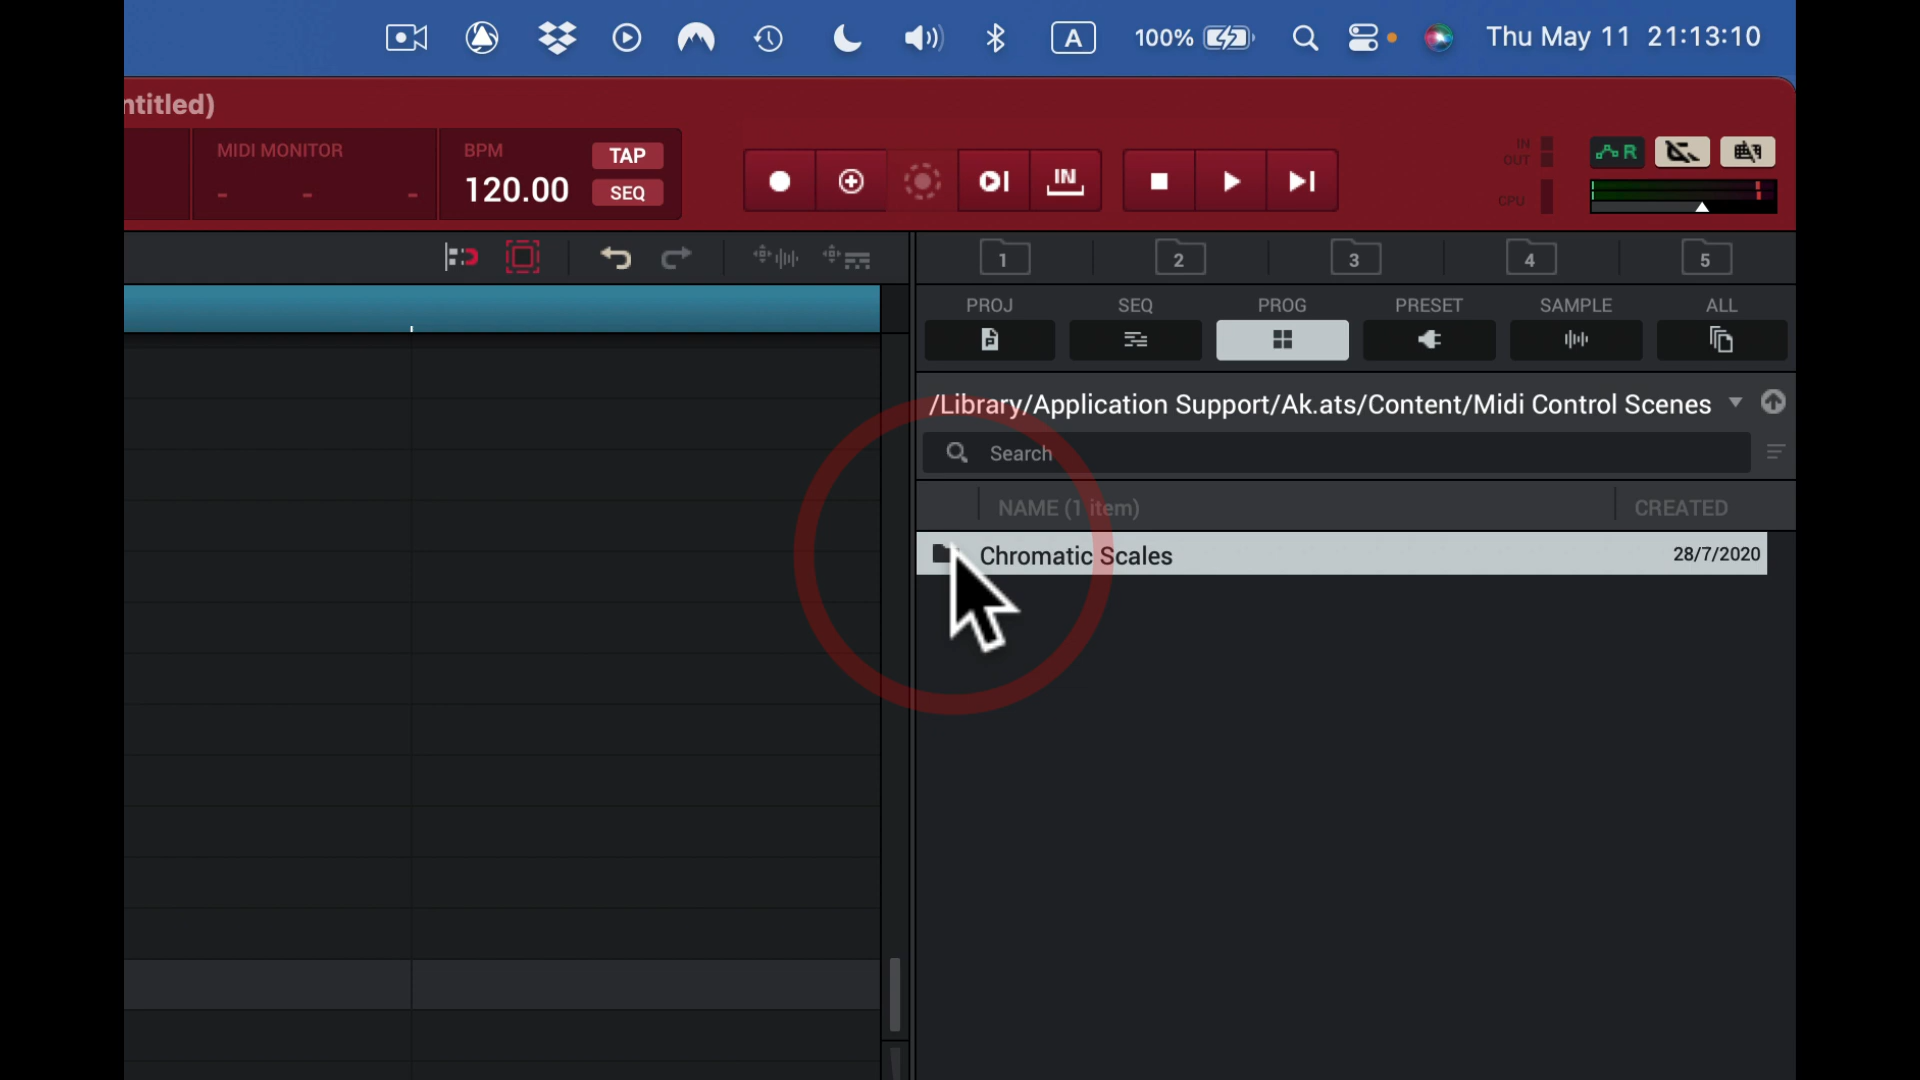 A 100% Thu May 11 21:13:10
ntitled)
MIDI MONITOR BPM TAP
- - - 120.00 SEQ
IN
IN
OUT
CPU
R
1 2 3 4 5
PROJ SEQ PROG PRESET SAMPLE ALL
/Library/Application Support/Ak.ats/Content/Midi Control Scenes
Search
NAME (1 item) CREATED
Chromatic Scales 28/7/2020